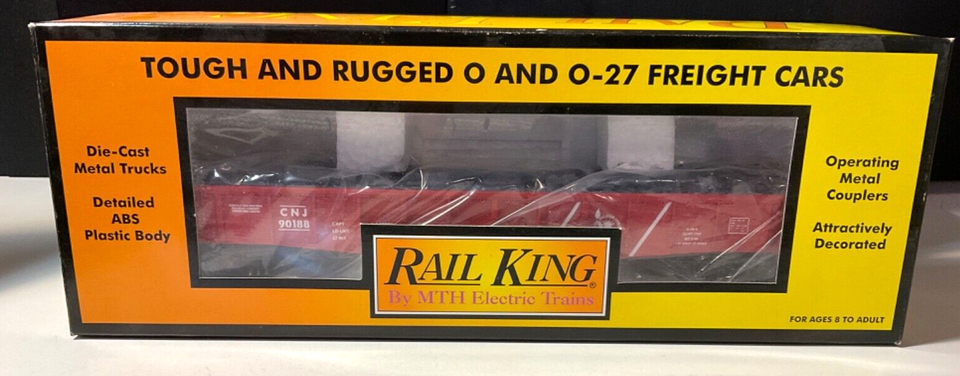 TOUGH AND RUGGED O AND O-27 FREIGHT CARS
Die-Cast
Metal Trucks
Detailed
ABS
Plastic Body
Operating
Metal
Couplers
Attractively
Decorated
CNJ
90188
CAPY
RAIL KING®
By MTH Electric Trains
FOR AGES 8 TO ADULT